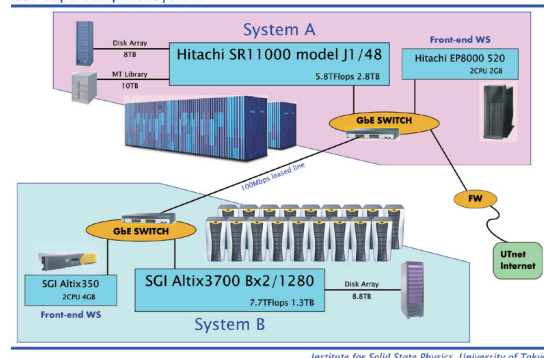 System A
Front-end WS
Disk Array
8TB
Hitachi SR11000 model J1/48
5.8TFlops 2.8TB
Hitachi EP8000 520
2CPU 2GB
MT Library
10TB
GbE SWITCH
100Mbps leased line
FW
GbE SWITCH
UTnet
Internet
SGI Altix350
2CPU 4GB
Front-end WS
SGI Altix3700 Bx2/1280
7.7TFlops 1.3TB
Disk Array
8.8TB
System B
Institute for Solid State Physics, University of Tokyo